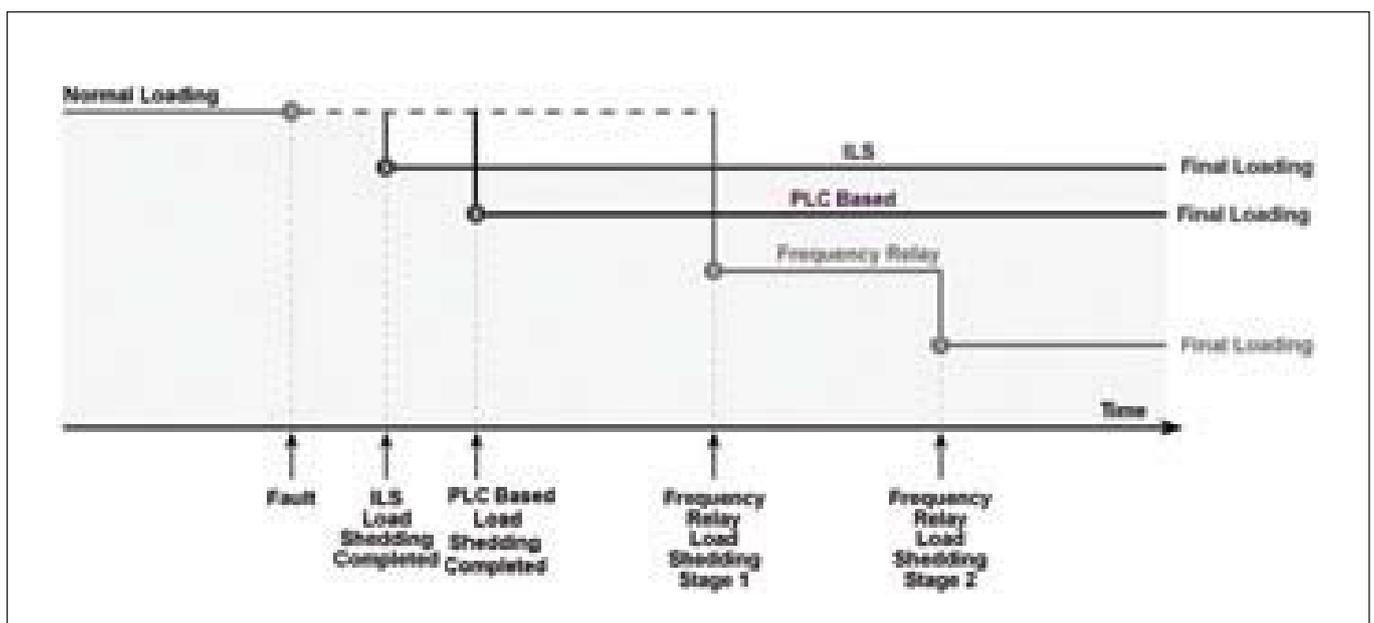 Normal Loading
ILS
Final Loading
PLC Based
Final Loading
Frequency Relay
Final Loading
Time
Fault
ILS
Load
Shedding
Completed
PLC Based
Load
Shedding
Completed
Frequency
Relay
Load
Shedding
Stage 1
Frequency
Relay
Load
Shedding
Stage 2